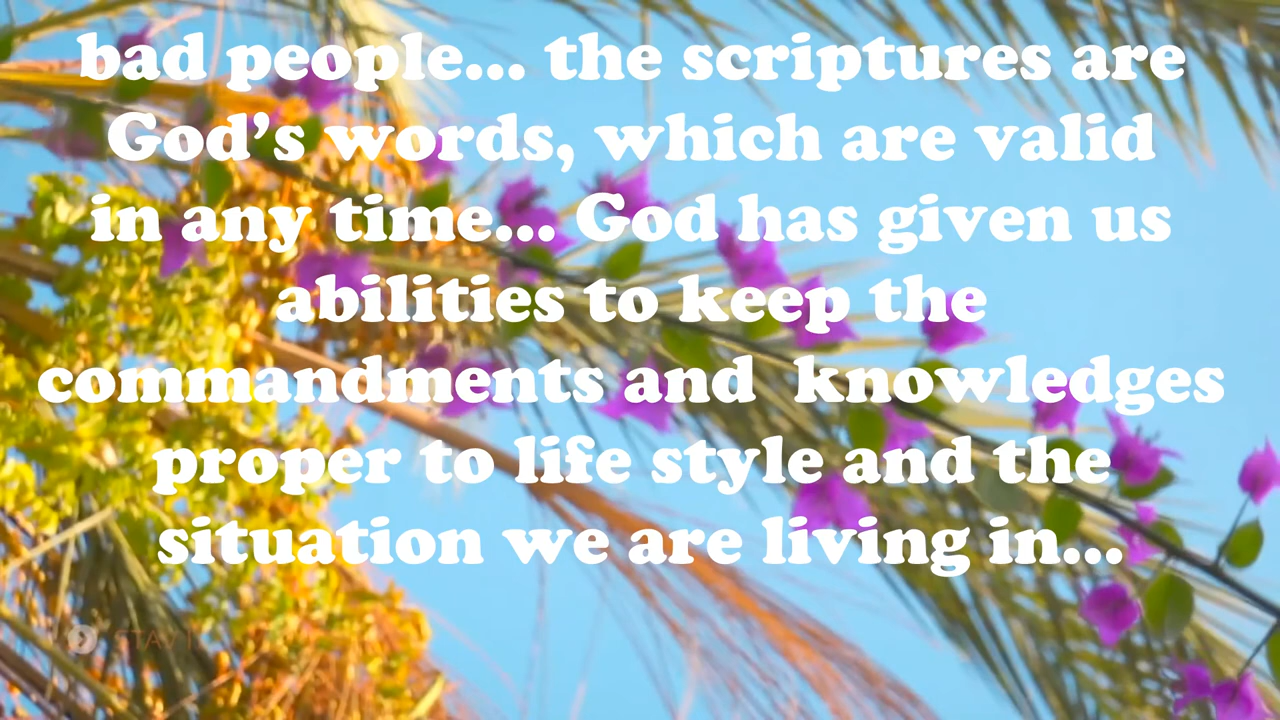 bad people... the scriptures are
God's words, which are valid
in any time... God has given us
abilities to keep the
commandments and  knowledges
proper to life style and the
situation we are living in...
STAY